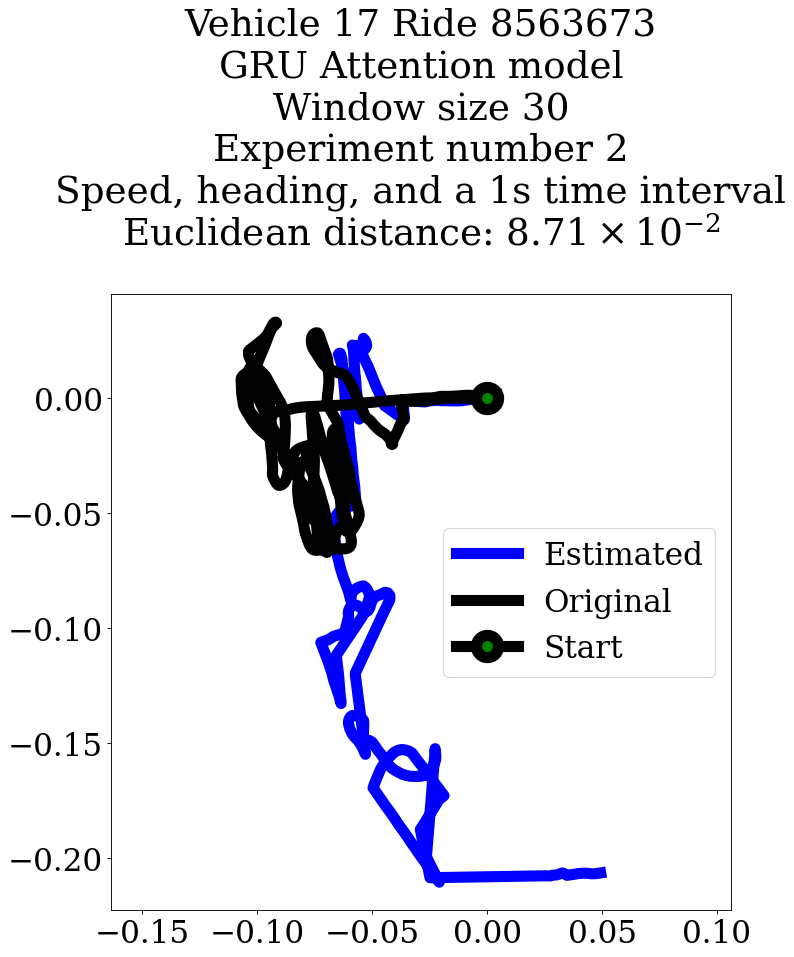 Vehicle 17 Ride 8563673
GRU Attention model
Window size 30
Experiment number 2
Speed, heading, and a 1s time interval
Euclidean distance: 8.71 × 10⁻²
0.00
−0.05
−0.10
−0.15
−0.20
Estimated
Original
Start
−0.15 −0.10 −0.05 0.00 0.05 0.10